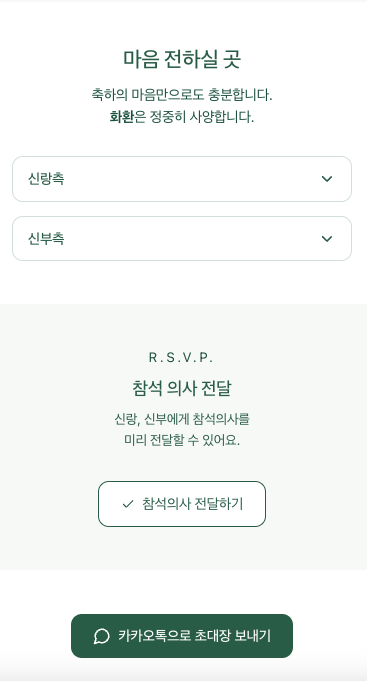 마음 전하실 곳
축하의 마음만으로도 충분합니다.
화환은 정중히 사양합니다.
신랑측
신부측
R.S.V.P.
참석 의사 전달
신랑, 신부에게 참석의사를
미리 전달할 수 있어요.
참석의사 전달하기
카카오톡으로 초대장 보내기